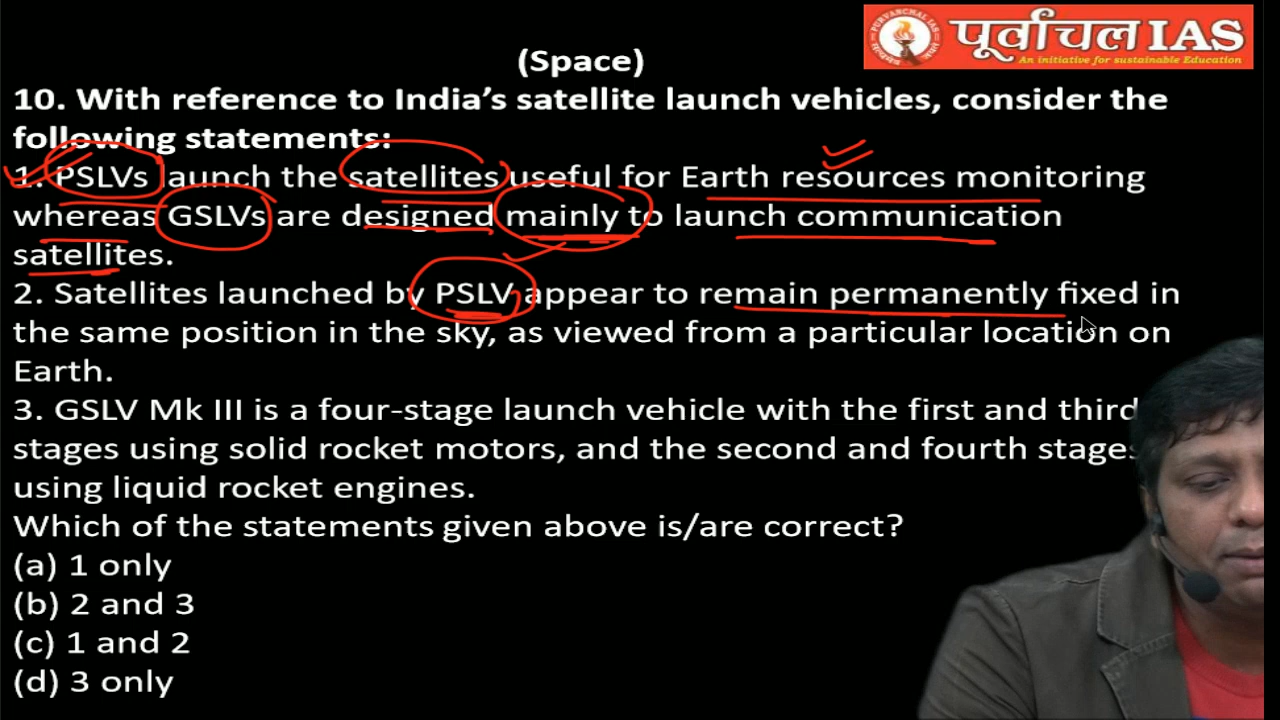 PURVANCHAL IAS
पूर्वाचल IAS
An initiative for sustainable Education
(Space)
10. With reference to India’s satellite launch vehicles, consider the
following statements:
1. PSLVs launch the satellites useful for Earth resources monitoring
whereas GSLVs are designed mainly to launch communication
satellites.
2. Satellites launched by PSLV appear to remain permanently fixed in
the same position in the sky, as viewed from a particular location on
Earth.
3. GSLV Mk III is a four-stage launch vehicle with the first and third
stages using solid rocket motors, and the second and fourth stages
using liquid rocket engines.
Which of the statements given above is/are correct?
(a) 1 only
(b) 2 and 3
(c) 1 and 2
(d) 3 only